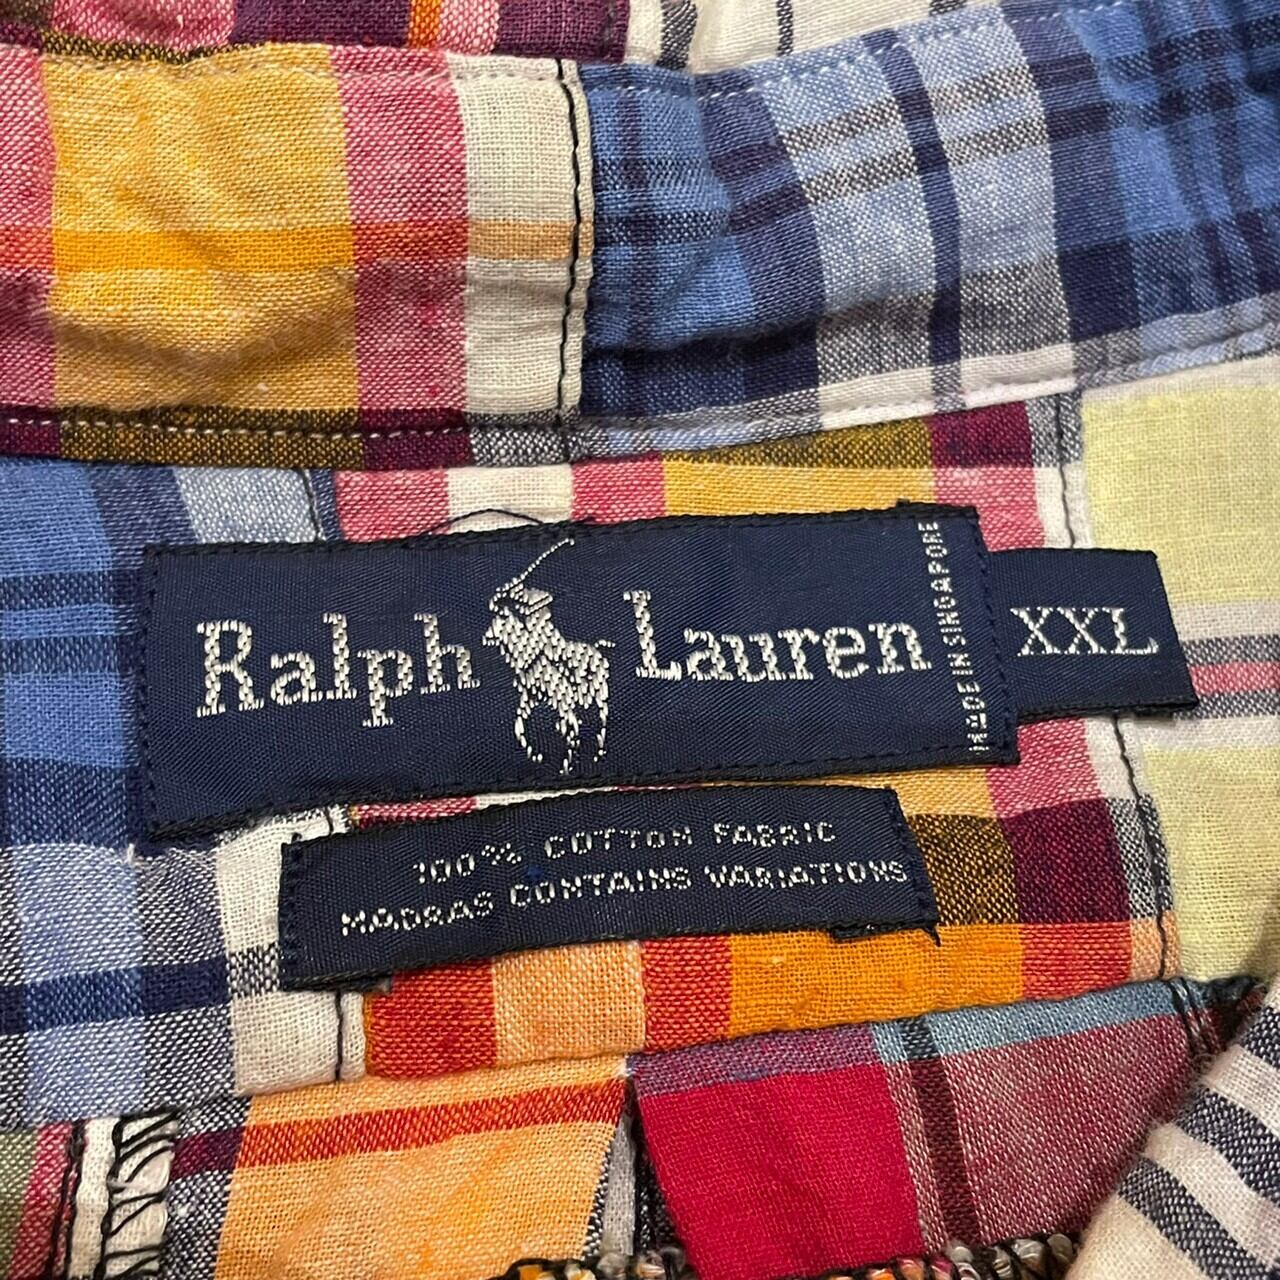 Ralph Lauren
MADE IN SINGAPORE
XXL
100% COTTON FABRIC
MADRAS CONTAINS VARIATIONS